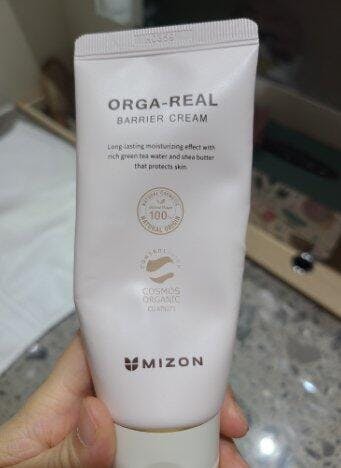 ORGA-REAL
BARRIER CREAM
Long-lasting moisturizing effect with
rich green tea water and shea butter
that protects skin
NATURAL
100%
NATURAL ORIGIN
COSMOS
ORGANIC
MIZON